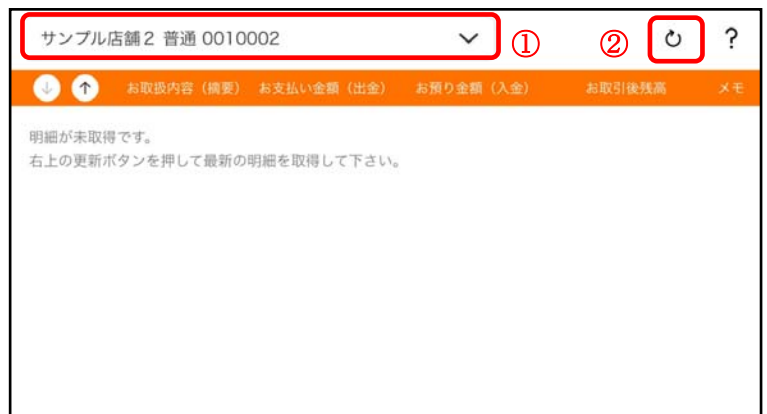 サンプル店舗2 普通 0010002 ① ② ?
↓ ↑ お取扱内容（摘要） お支払い金額（出金） お預り金額（入金） お取引後残高 メモ
明細が未取得です。
右上の更新ボタンを押して最新の明細を取得して下さい。